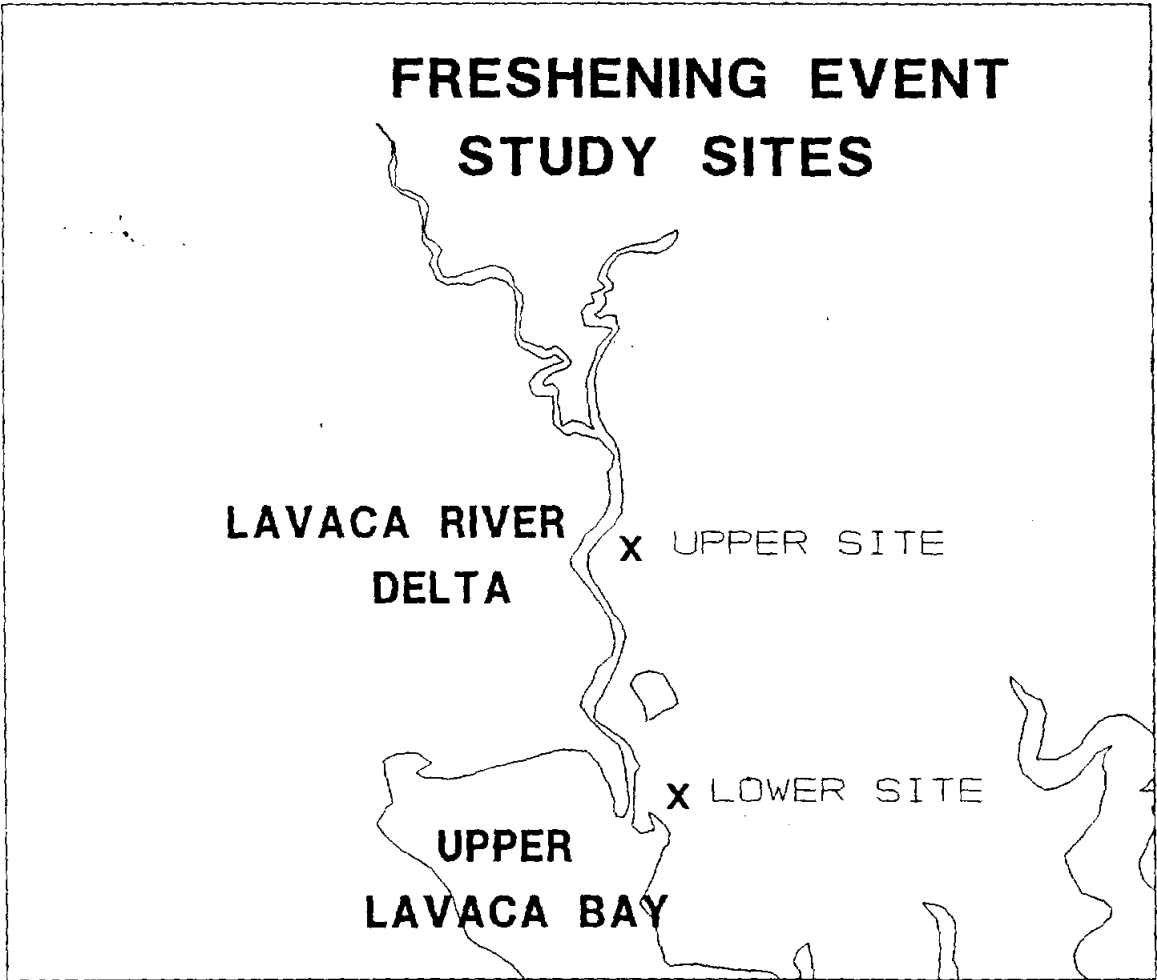 FRESHENING EVENT
STUDY SITES
LAVACA RIVER
DELTA
X UPPER SITE
X LOWER SITE
UPPER
LAVACA BAY